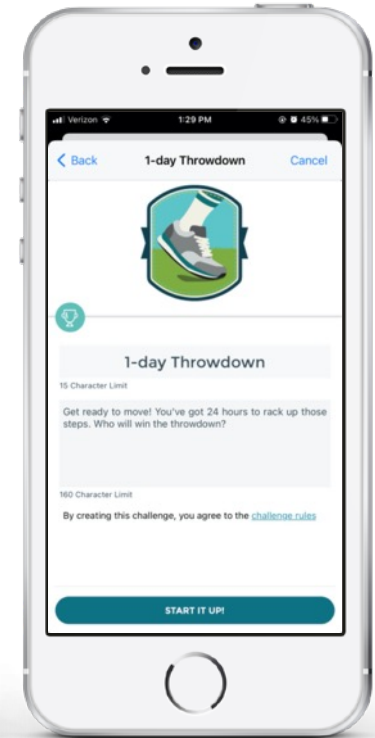 Verizon 1:29 PM 45%
Back 1-day Throwdown Cancel
1-day Throwdown
15 Character Limit
Get ready to move! You've got 24 hours to rack up those
steps. Who will win the throwdown?
160 Character Limit
By creating this challenge, you agree to the challenge rules
START IT UP!